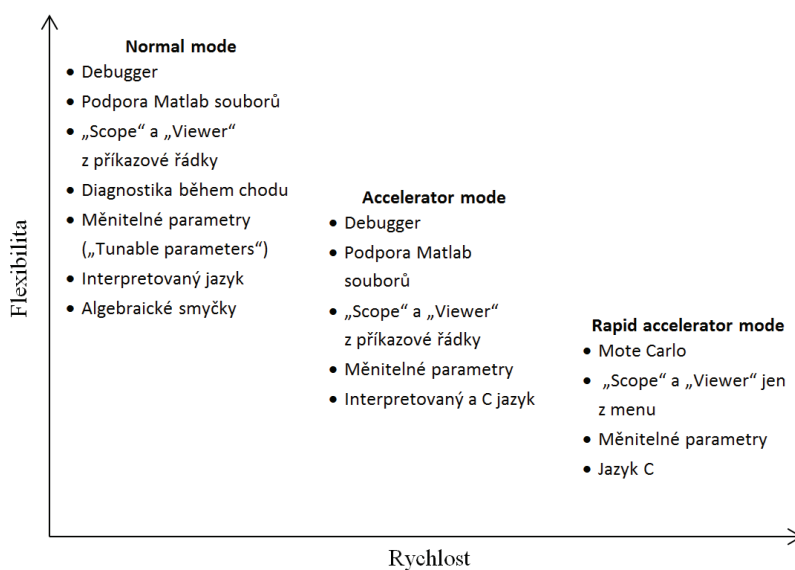 Flexibilita
Normal mode
• Debugger
• Podpora Matlab souborů
• „Scope“ a „Viewer“
z příkazové řádky
• Diagnostika během chodu
• Měnitelné parametry
(„Tunable parameters“)
• Interpretovaný jazyk
• Algebraické smyčky
Accelerator mode
• Debugger
• Podpora Matlab
souborů
• „Scope“ a „Viewer“
z příkazové řádky
• Měnitelné parametry
• Interpretovaný a C jazyk
Rapid accelerator mode
• Mote Carlo
• „Scope“ a „Viewer“ jen
z menu
• Měnitelné parametry
• Jazyk C
Rychlost